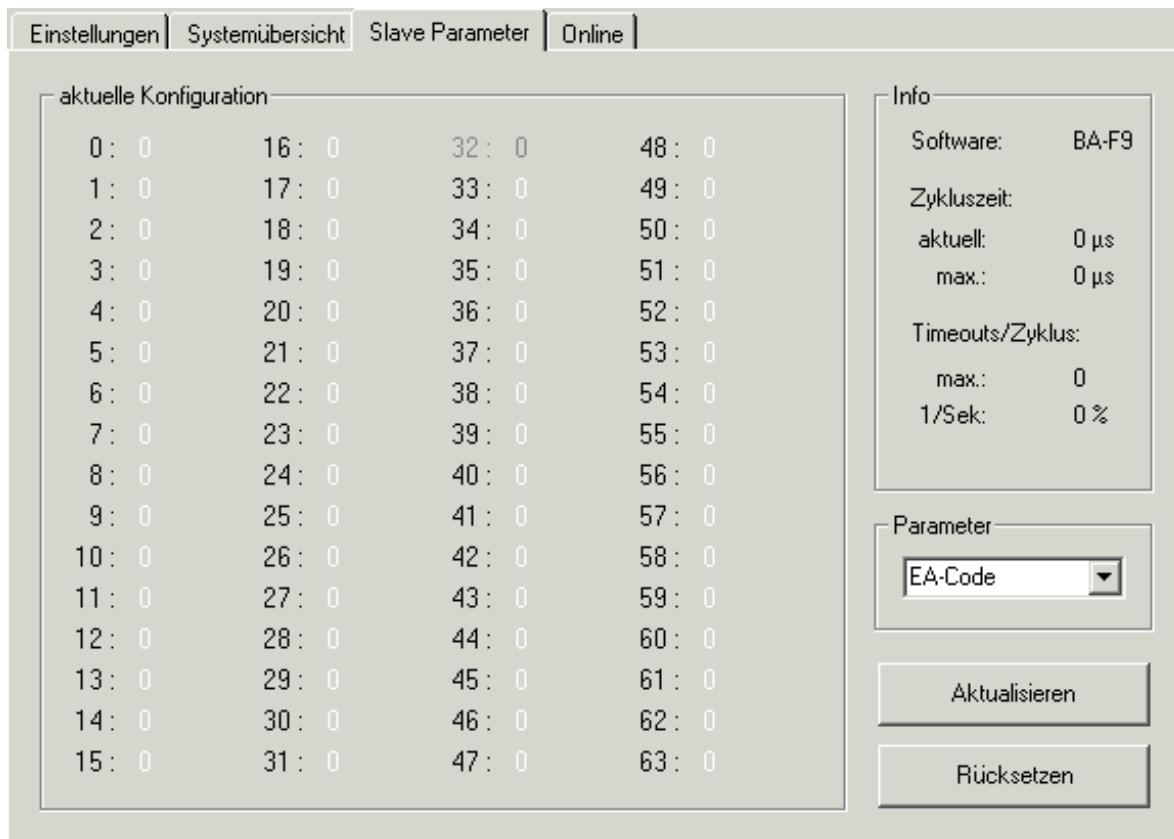 Einstellungen Systemübersicht Slave Parameter Online
aktuelle Konfiguration
0 : 0 16 : 0 32 : 0 48 : 0
1 : 0 17 : 0 33 : 0 49 : 0
2 : 0 18 : 0 34 : 0 50 : 0
3 : 0 19 : 0 35 : 0 51 : 0
4 : 0 20 : 0 36 : 0 52 : 0
5 : 0 21 : 0 37 : 0 53 : 0
6 : 0 22 : 0 38 : 0 54 : 0
7 : 0 23 : 0 39 : 0 55 : 0
8 : 0 24 : 0 40 : 0 56 : 0
9 : 0 25 : 0 41 : 0 57 : 0
10 : 0 26 : 0 42 : 0 58 : 0
11 : 0 27 : 0 43 : 0 59 : 0
12 : 0 28 : 0 44 : 0 60 : 0
13 : 0 29 : 0 45 : 0 61 : 0
14 : 0 30 : 0 46 : 0 62 : 0
15 : 0 31 : 0 47 : 0 63 : 0
Info
Software: BA-F9
Zykluszeit:
aktuell: 0 µs
max.: 0 µs
Timeouts/Zyklus:
max.: 0
1/Sek: 0 %
Parameter
EA-Code
Aktualisieren
Rücksetzen